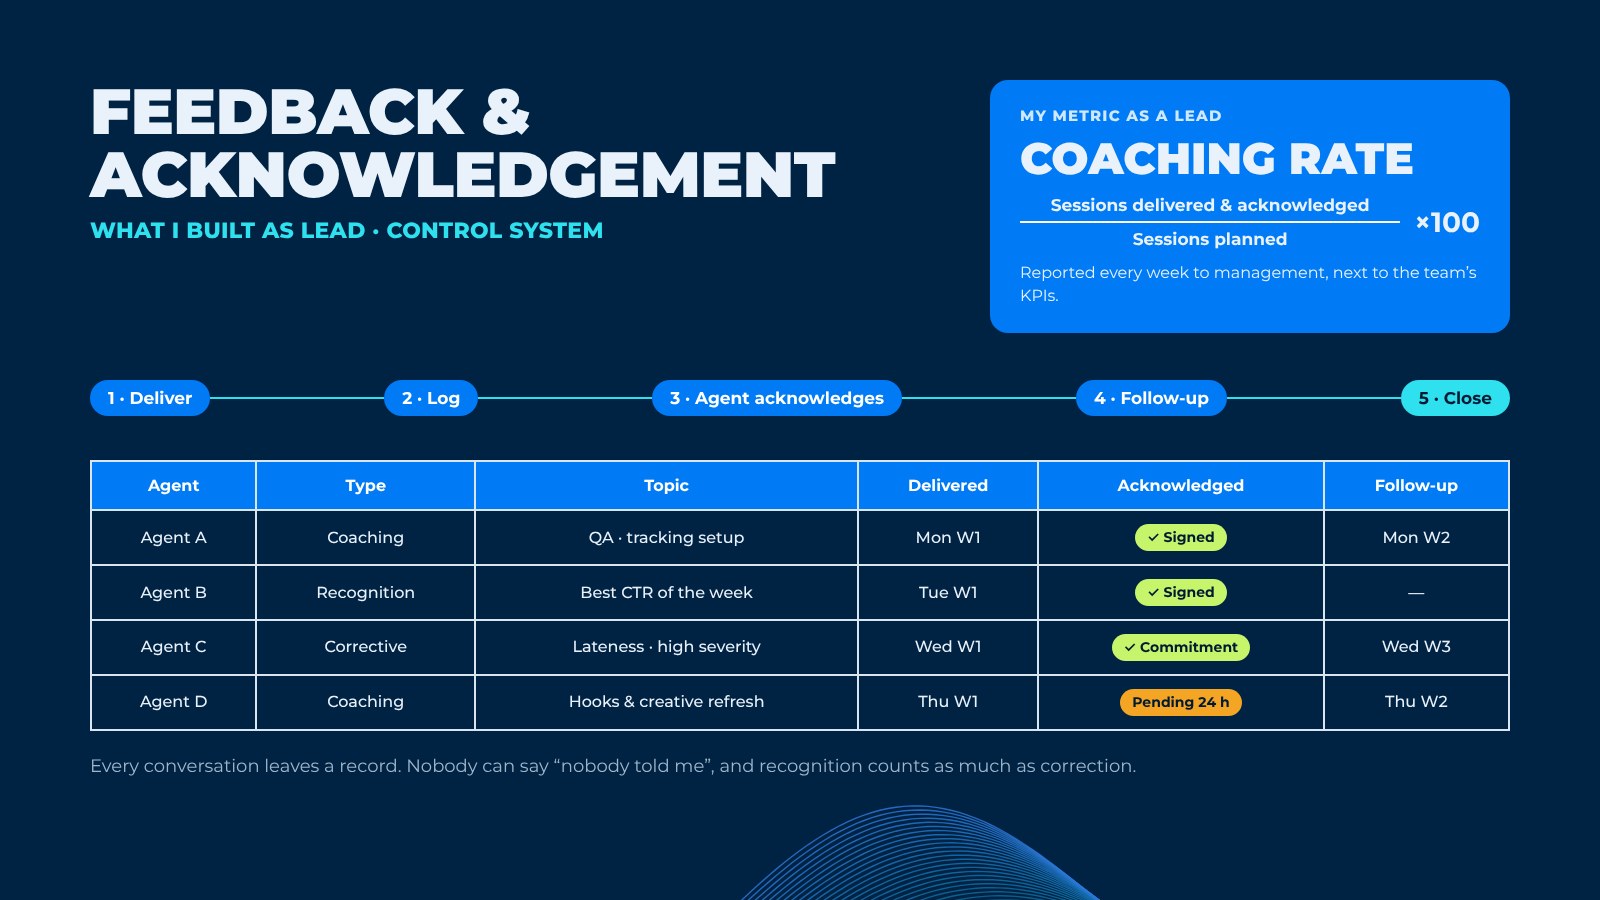 FEEDBACK &
ACKNOWLEDGEMENT
WHAT I BUILT AS LEAD · CONTROL SYSTEM
MY METRIC AS A LEAD
COACHING RATE
Sessions delivered & acknowledged
Sessions planned
×100
Reported every week to management, next to the team’s
KPIs.
1 · Deliver
2 · Log
3 · Agent acknowledges
4 · Follow-up
5 · Close
Agent Type Topic Delivered Acknowledged Follow-up
Agent A Coaching QA · tracking setup Mon W1 ✓ Signed Mon W2
Agent B Recognition Best CTR of the week Tue W1 ✓ Signed —
Agent C Corrective Lateness · high severity Wed W1 ✓ Commitment Wed W3
Agent D Coaching Hooks & creative refresh Thu W1 Pending 24 h Thu W2
Every conversation leaves a record. Nobody can say “nobody told me”, and recognition counts as much as correction.